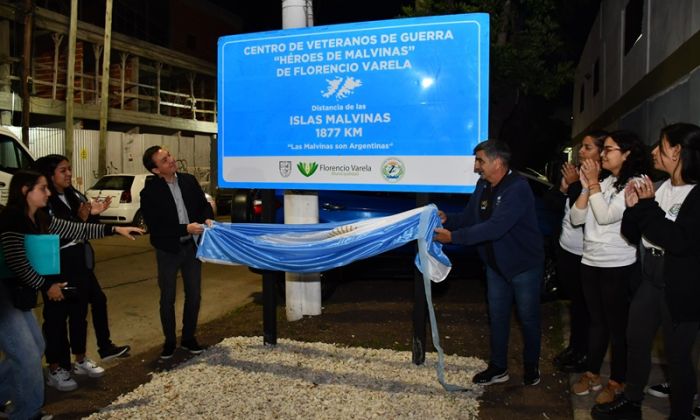 CENTRO DE VETERANOS DE GUERRA
"HÉROES DE MALVINAS"
DE FLORENCIO VARELA
Distancia de las
ISLAS MALVINAS
1877 KM
"Las Malvinas son Argentinas"
Florencio Varela
Municipalidad